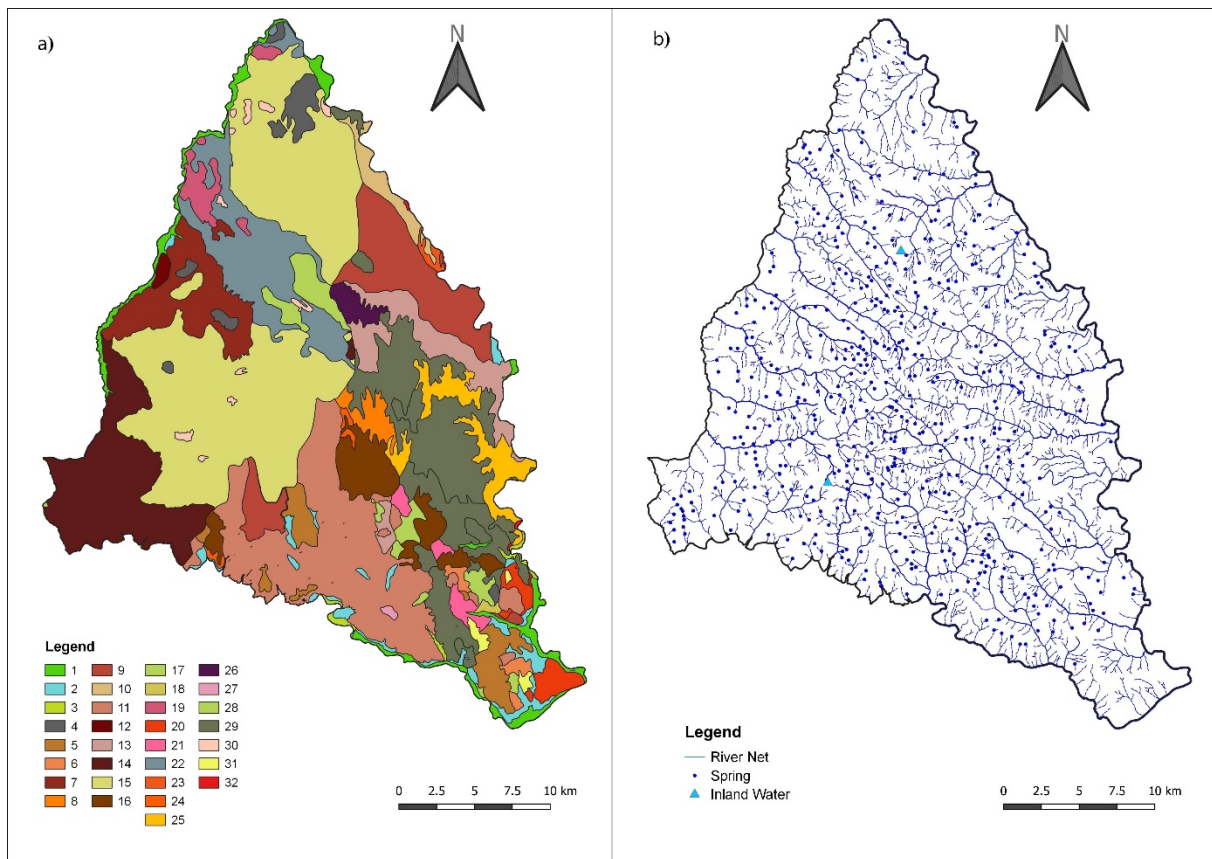 a)
N
Legend
1 9 17 26
2 10 18 27
3 11 19 28
4 12 20 29
5 13 21 30
6 14 22 31
7 15 23 32
8 16 24
25
0 2.5 5 7.5 10 km
b)
N
Legend
River Net
Spring
Inland Water
0 2.5 5 7.5 10 km